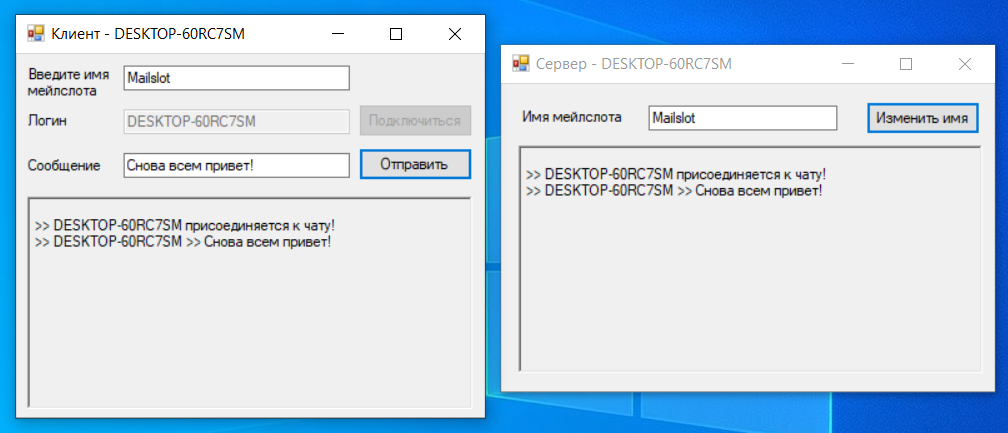 Клиент - DESKTOP-60RC7SM
Введите имя
мейлслота
Mailslot
Логин
DESKTOP-60RC7SM
Подключиться
Сообщение
Снова всем привет!
Отправить
>> DESKTOP-60RC7SM присоединяется к чату!
>> DESKTOP-60RC7SM >> Снова всем привет!
Сервер - DESKTOP-60RC7SM
Имя мейлслота
Mailslot
Изменить имя
>> DESKTOP-60RC7SM присоединяется к чату!
>> DESKTOP-60RC7SM >> Снова всем привет!